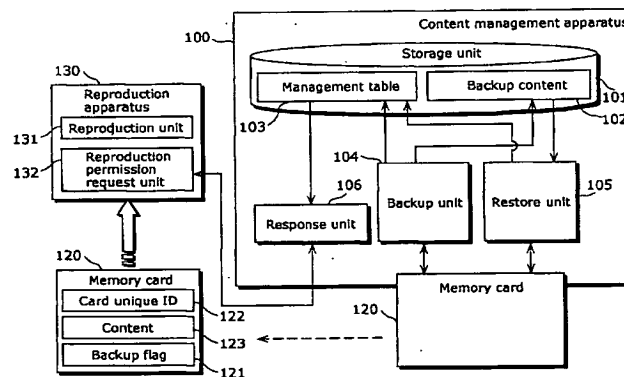 Content management apparatus
100
Storage unit
130
Reproduction apparatus
Management table
Backup content
101
131
Reproduction unit
103
102
132
Reproduction permission request unit
104
106
105
Response unit
Backup unit
Restore unit
120
Memory card
Card unique ID
122
Content
123
Backup flag
121
Memory card
120